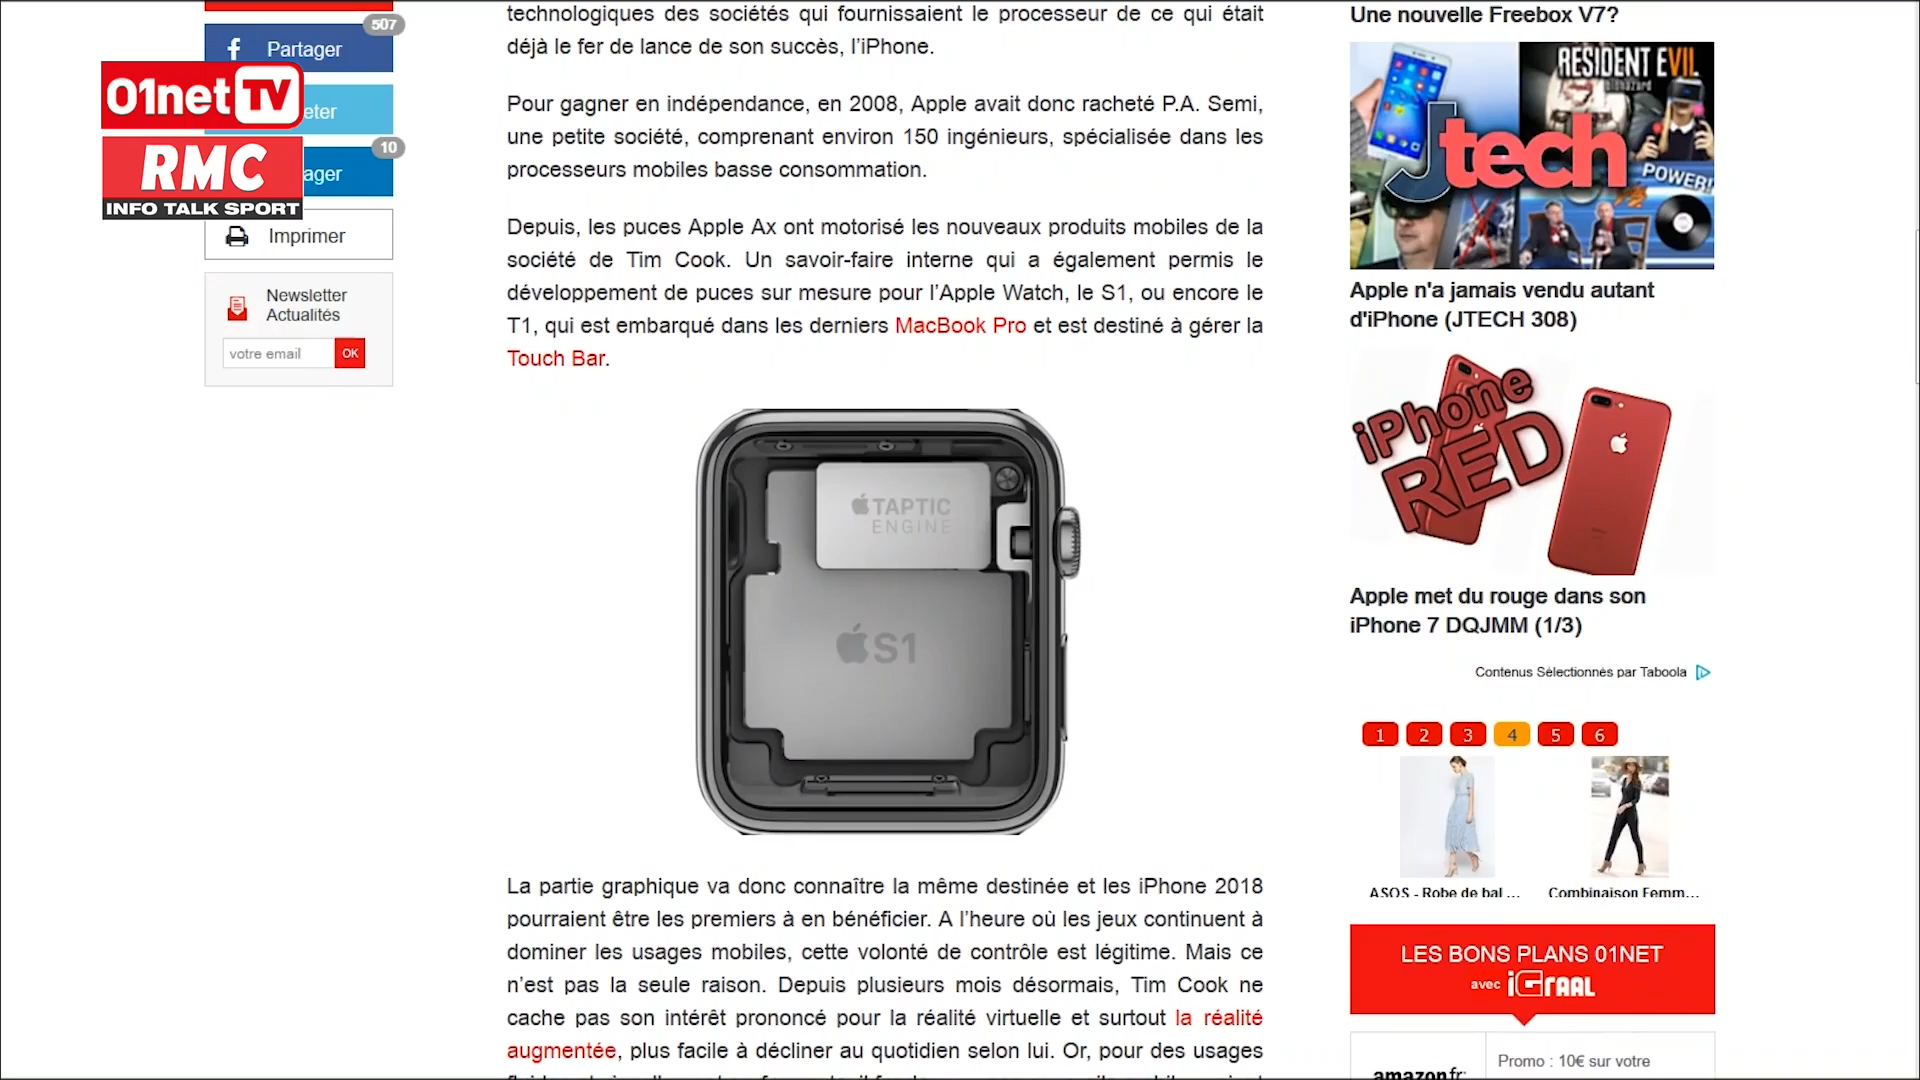 507
Partager
01net TV
eter
10
RMC
ager
INFO TALK SPORT
Imprimer
Newsletter
Actualités
votre email
OK
technologiques des sociétés qui fournissaient le processeur de ce qui était
déjà le fer de lance de son succès, l’iPhone.
Pour gagner en indépendance, en 2008, Apple avait donc racheté P.A. Semi,
une petite société, comprenant environ 150 ingénieurs, spécialisée dans les
processeurs mobiles basse consommation.
Depuis, les puces Apple Ax ont motorisé les nouveaux produits mobiles de la
société de Tim Cook. Un savoir-faire interne qui a également permis le
développement de puces sur mesure pour l’Apple Watch, le S1, ou encore le
T1, qui est embarqué dans les derniers MacBook Pro et est destiné à gérer la
Touch Bar.
TAPTIC
ENGINE
S1
La partie graphique va donc connaître la même destinée et les iPhone 2018
pourraient être les premiers à en bénéficier. A l’heure où les jeux continuent à
dominer les usages mobiles, cette volonté de contrôle est légitime. Mais ce
n’est pas la seule raison. Depuis plusieurs mois désormais, Tim Cook ne
cache pas son intérêt prononcé pour la réalité virtuelle et surtout la réalité
augmentée, plus facile à décliner au quotidien selon lui. Or, pour des usages
Une nouvelle Freebox V7?
RESIDENT EVIL
biohazard
Jtech
POWER!
Apple n'a jamais vendu autant
d'iPhone (JTECH 308)
iPhone
RED
Apple met du rouge dans son
iPhone 7 DQJMM (1/3)
Contenus Sélectionnés par Taboola
1 2 3 4 5 6
ASOS - Robe de bal ...
Combinaison Femm...
LES BONS PLANS 01NET
avec iGRAAL
amazon.fr
Promo : 10€ sur votre